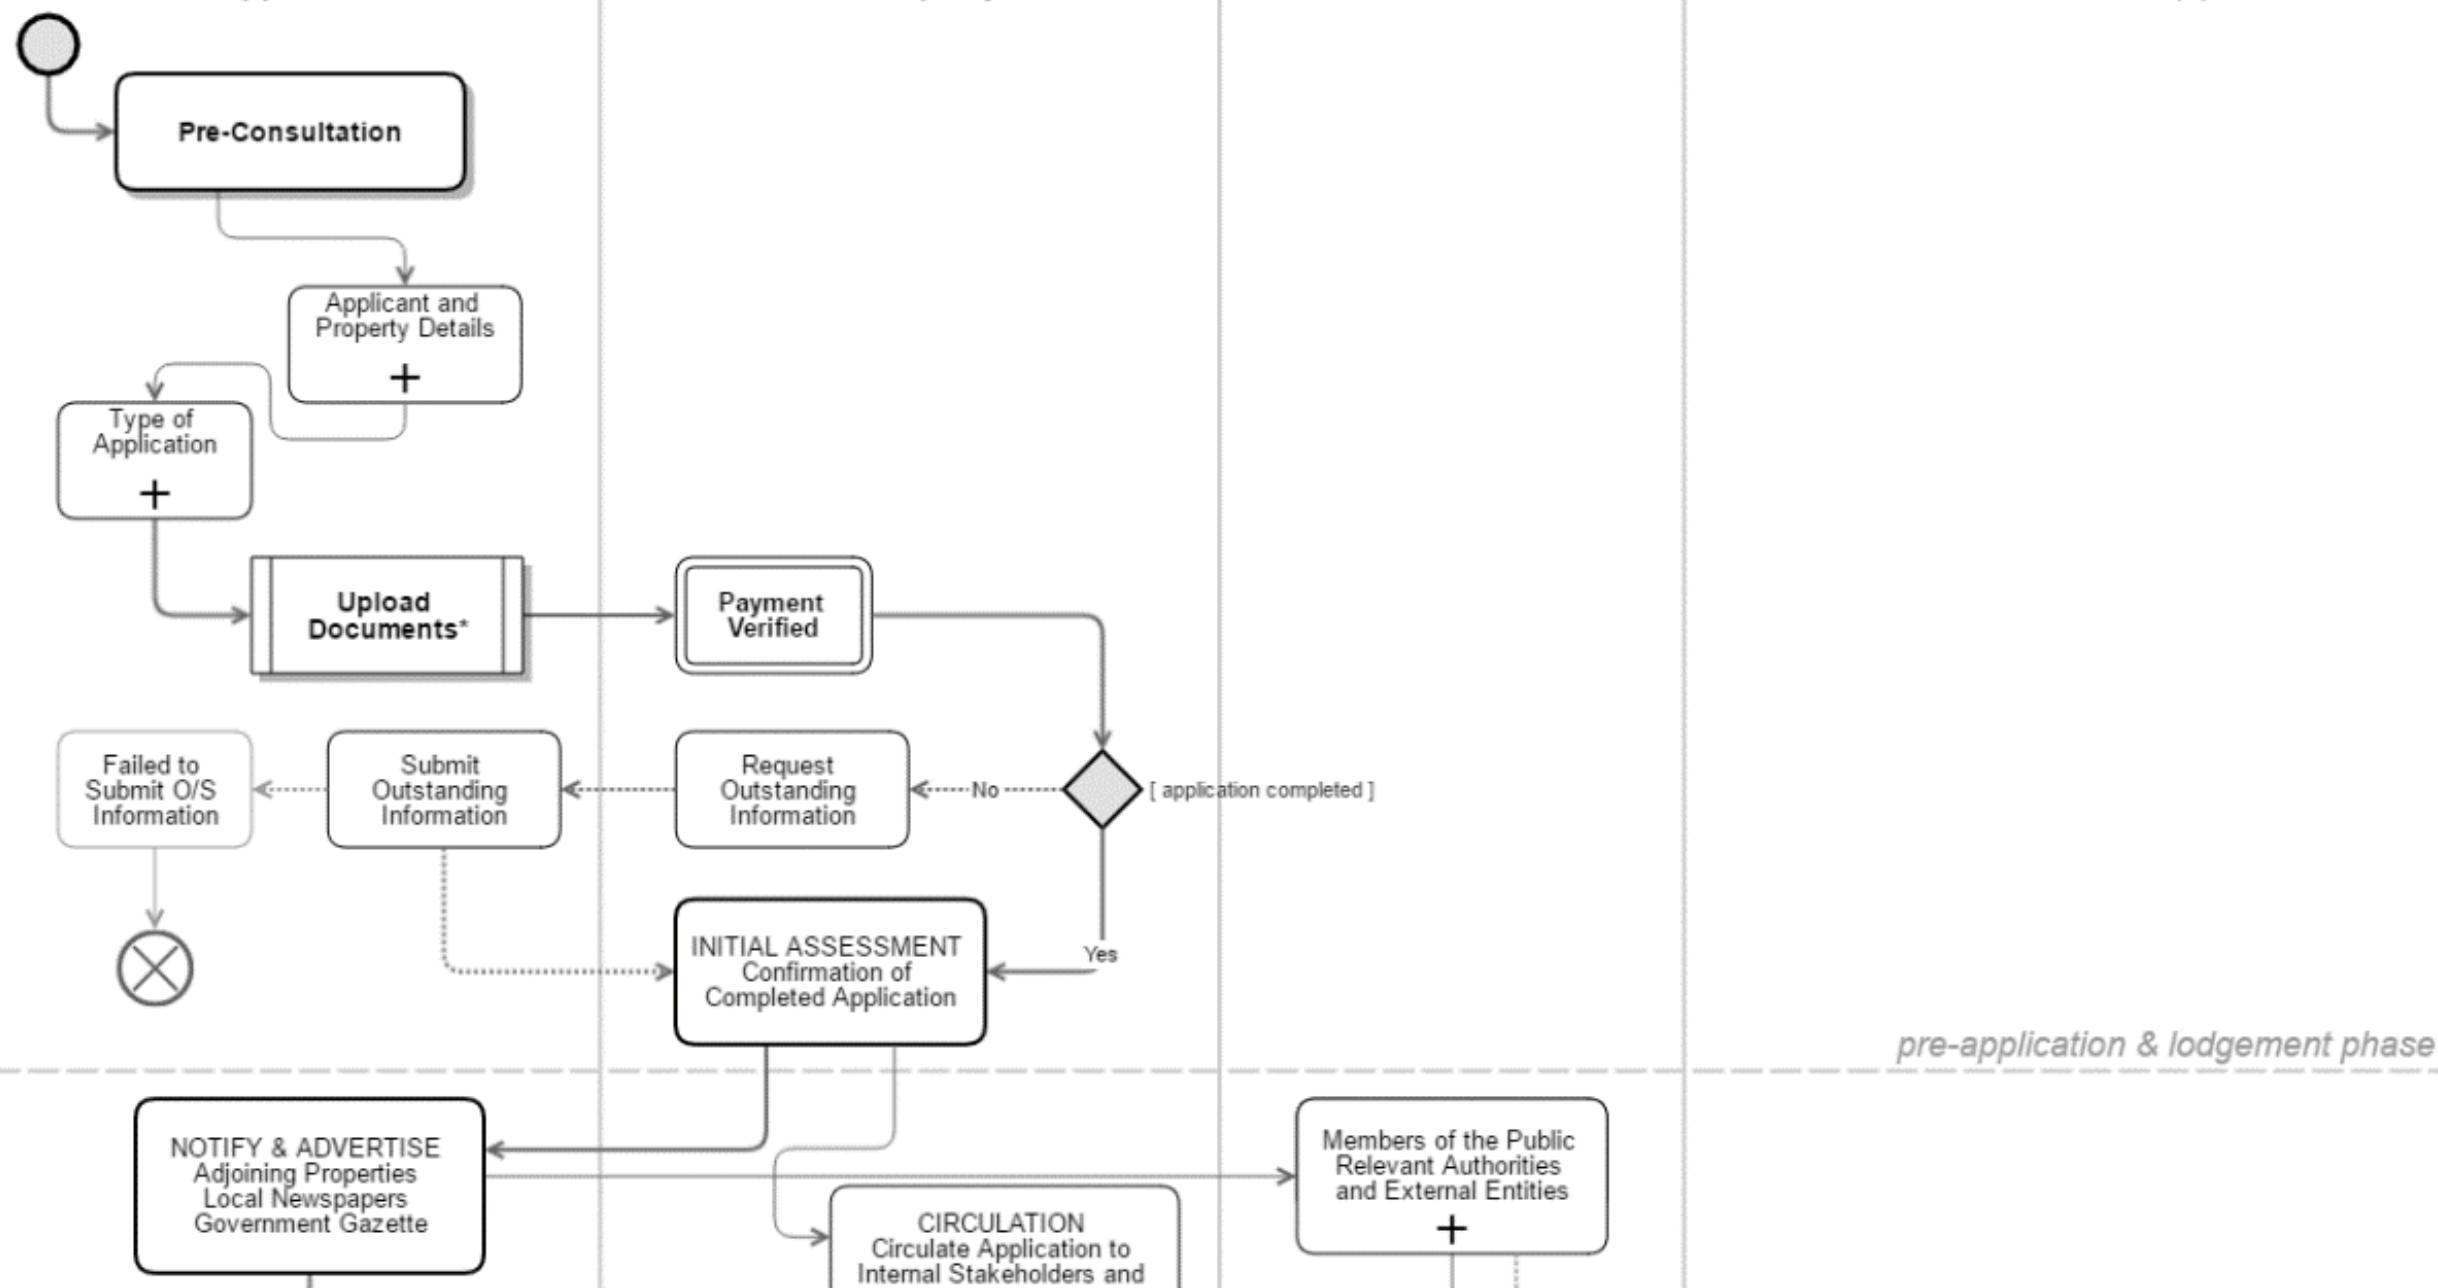 Pre-Consultation
Applicant and
Property Details
Type of
Application
Upload
Documents*
Payment
Verified
Failed to
Submit O/S
Information
Submit
Outstanding
Information
Request
Outstanding
Information
No
[ application completed ]
INITIAL ASSESSMENT
Confirmation of
Completed Application
Yes
pre-application & lodgement phase
NOTIFY & ADVERTISE
Adjoining Properties
Local Newspapers
Government Gazette
Members of the Public
Relevant Authorities
and External Entities
CIRCULATION
Circulate Application to
Internal Stakeholders and